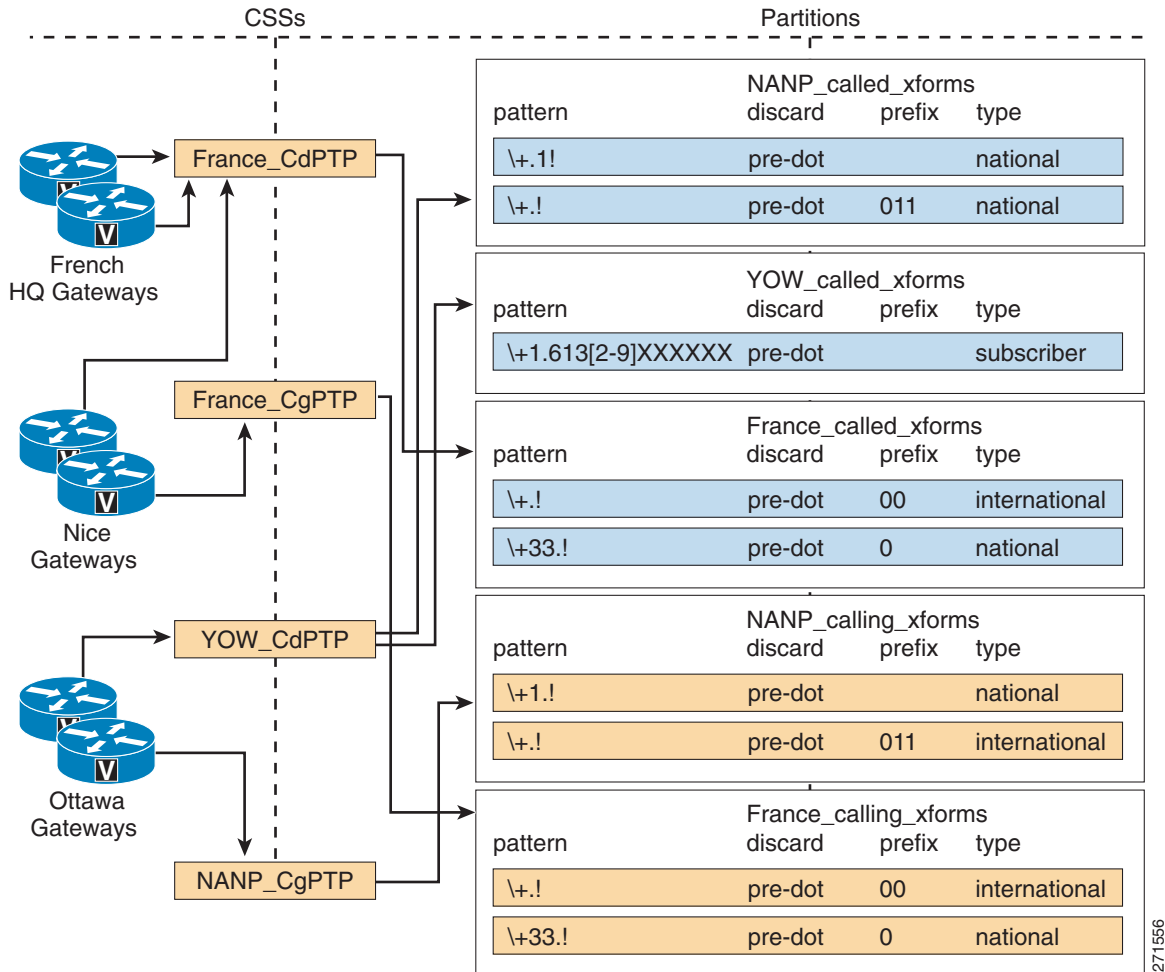 CSSs
Partitions
V
V
French
HQ Gateways
V
V
Nice
Gateways
V
V
Ottawa
Gateways
France_CdPTP
France_CgPTP
YOW_CdPTP
NANP_CgPTP
NANP_called_xforms
pattern discard prefix type
\+.1! pre-dot national
\+.! pre-dot 011 national
YOW_called_xforms
pattern discard prefix type
\+1.613[2-9]XXXXXX pre-dot subscriber
France_called_xforms
pattern discard prefix type
\+.! pre-dot 00 international
\+33.! pre-dot 0 national
NANP_calling_xforms
pattern discard prefix type
\+1.! pre-dot national
\+.! pre-dot 011 international
France_calling_xforms
pattern discard prefix type
\+.! pre-dot 00 international
\+33.! pre-dot 0 national
271556